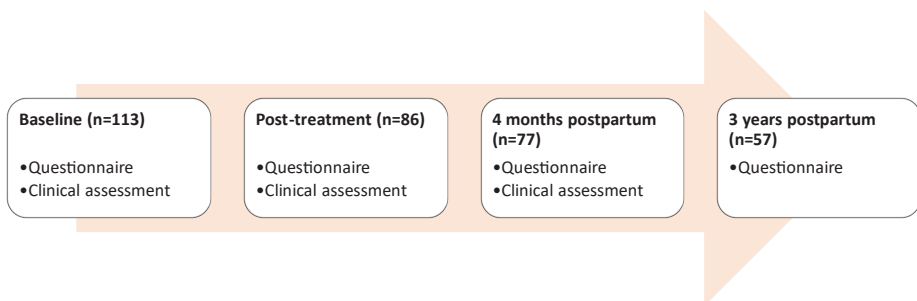 Baseline (n=113)
•Questionnaire
•Clinical assessment
Post-treatment (n=86)
•Questionnaire
•Clinical assessment
4 months postpartum
(n=77)
•Questionnaire
•Clinical assessment
3 years postpartum
(n=57)
•Questionnaire